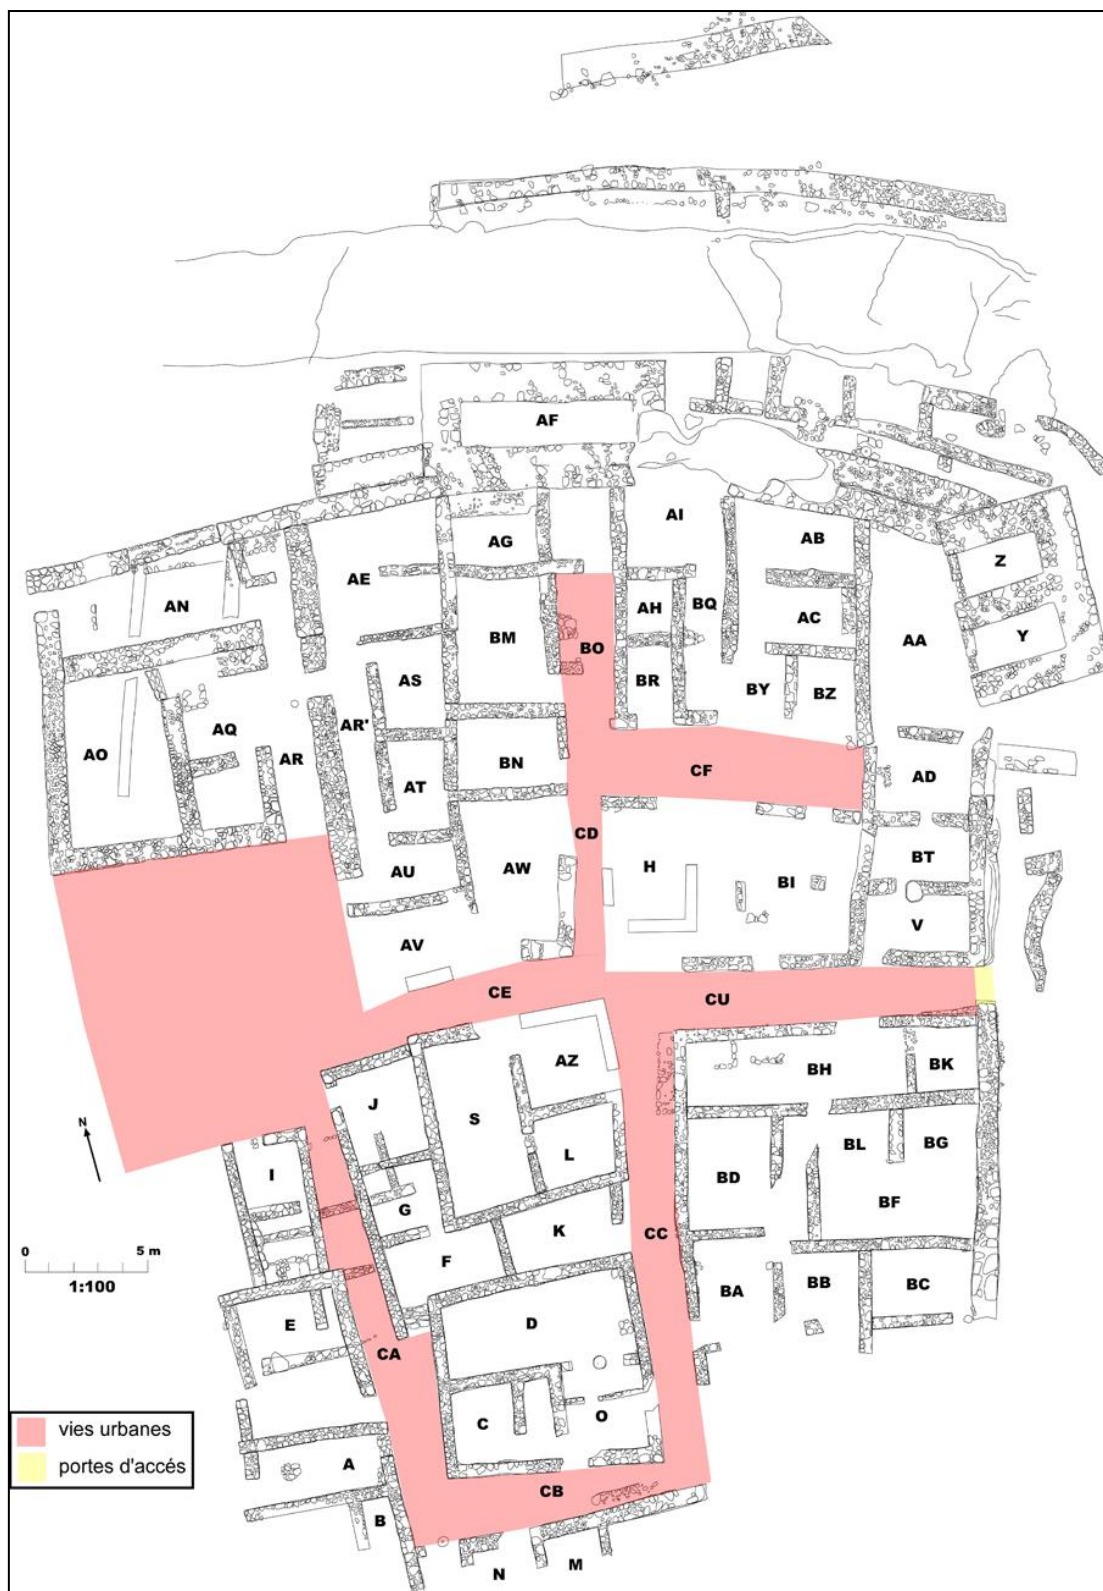 AF
AI
AG
AB
Z
AE
AN
AH
BQ
AC
AA
Y
BM
BO
AS
BR
BY
BZ
AQ
AR'
AO
AR
BN
CF
AD
AT
CD
BT
AU
AW
H
BI
V
AV
CE
CU
AZ
BH
BK
N
J
S
L
BL
BG
I
BD
G
BF
K
CC
F
0 5 m
1:100
BA
BB
BC
E
D
CA
C
O
vies urbanes
portes d'accés
A
CB
B
N
M